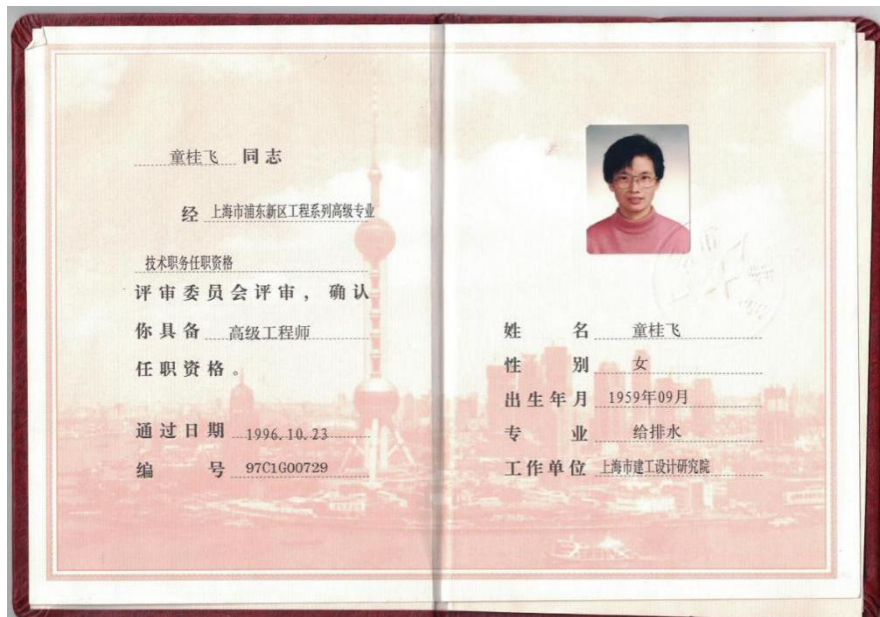 童桂飞 同志
经 上海市浦东新区工程系列高级专业
技术职务任职资格
评审委员会评审，确认
你具备 高级工程师
任职资格。
通过日期 1996.10.23
编 号 97C1G00729
姓 名 童桂飞
性 别 女
出生年月 1959年09月
专 业 给排水
工作单位 上海市建工设计研究院